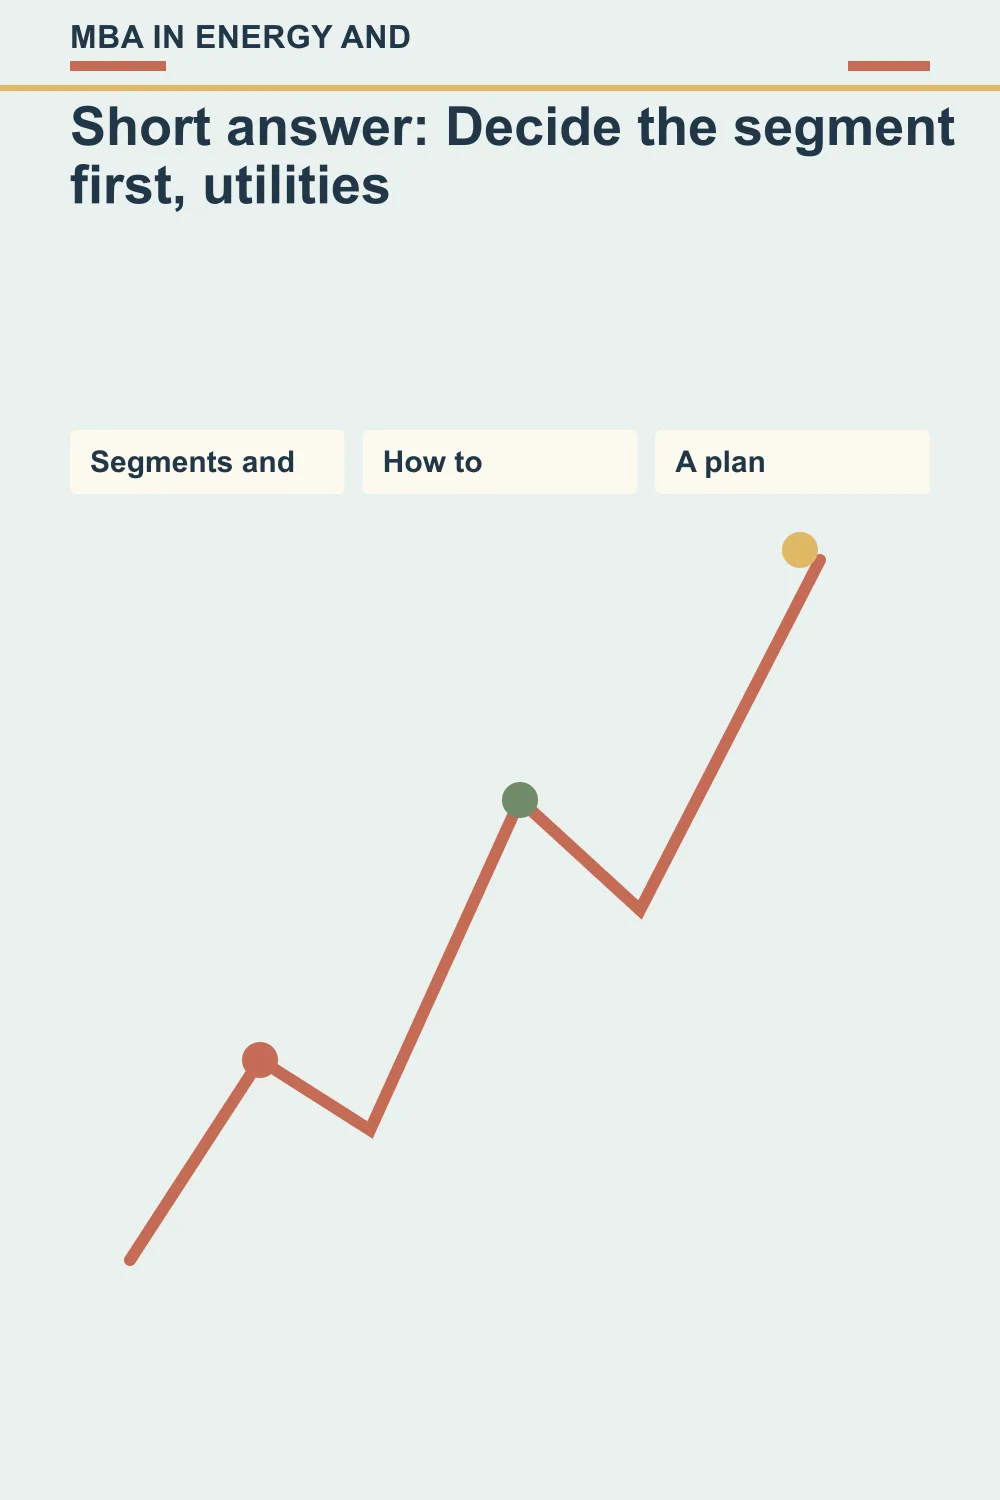 MBA IN ENERGY AND
Short answer: Decide the segment
first, utilities
Segments and
How to
A plan